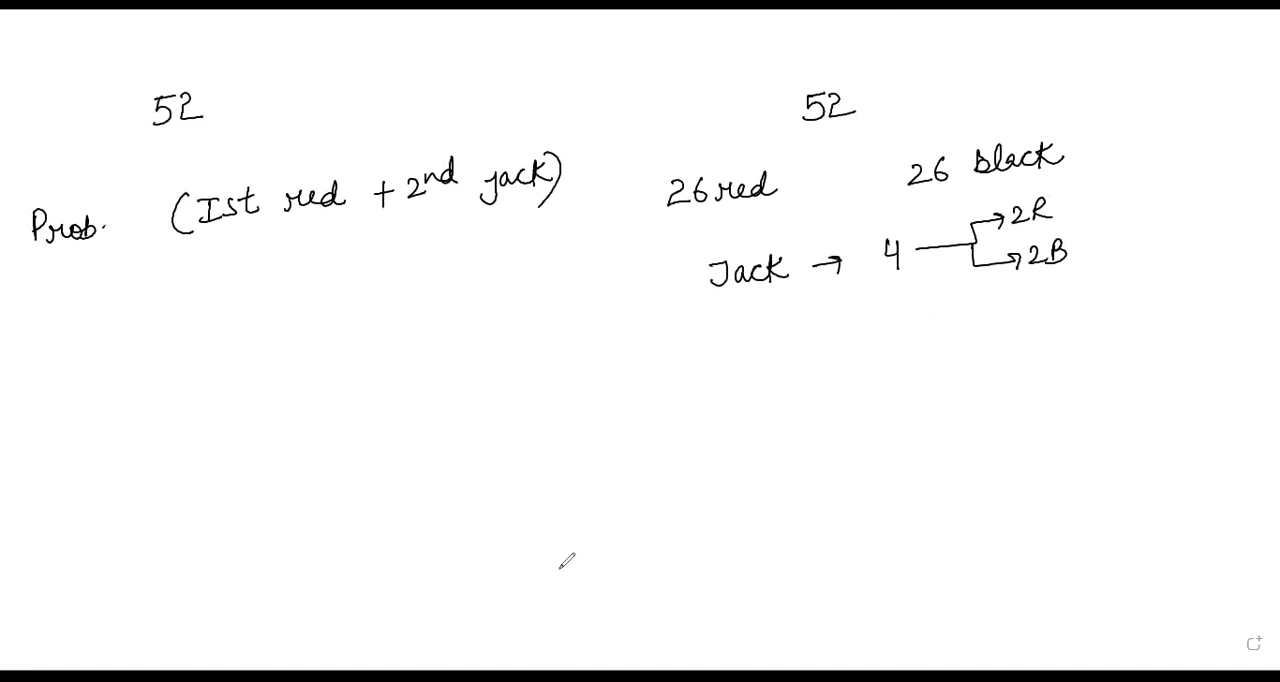 52
Prob. (Ist red + 2nd jack)
52
26 red 26 black
Jack → 4 → 2R
→ 2B